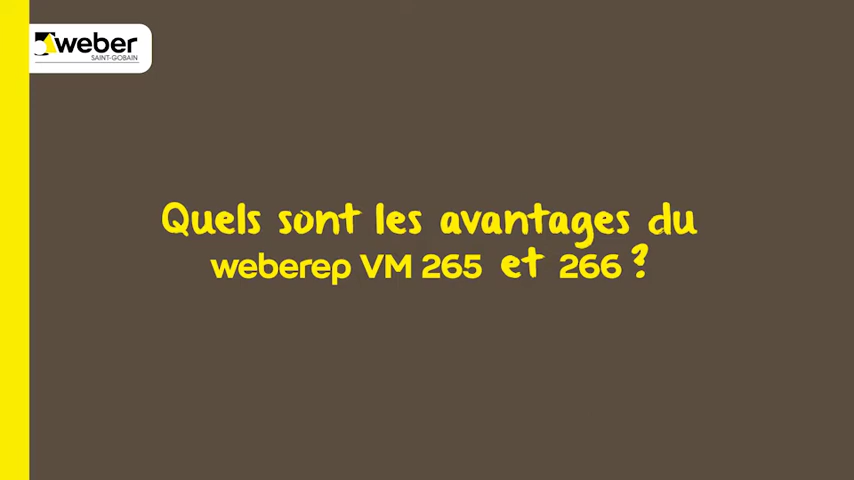 weber
SAINT-GOBAIN
Quels sont les avantages du
weberep VM 265 et 266 ?